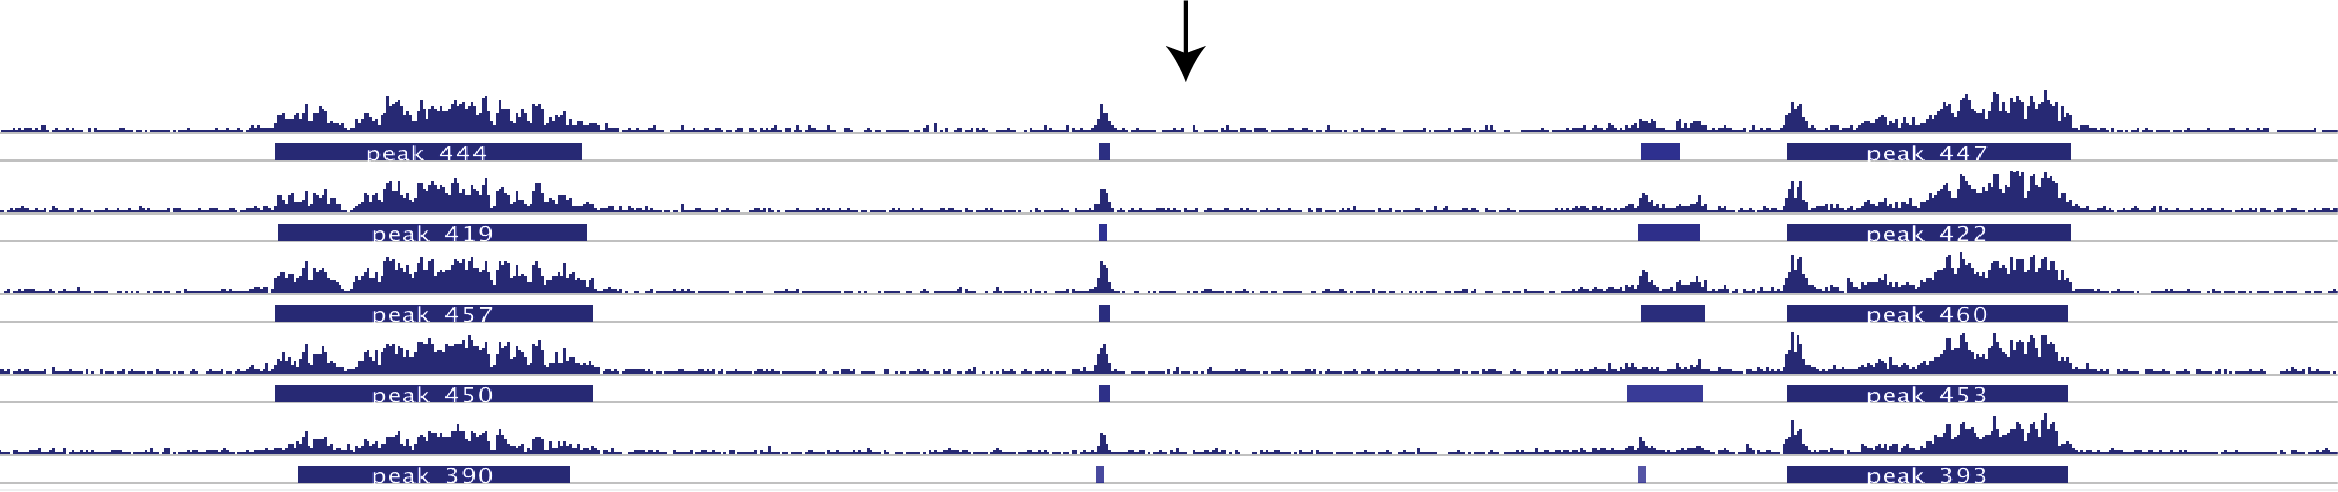 peak 444 peak 447
peak 419 peak 422
peak 457 peak 460
peak 450 peak 453
peak 390 peak 393